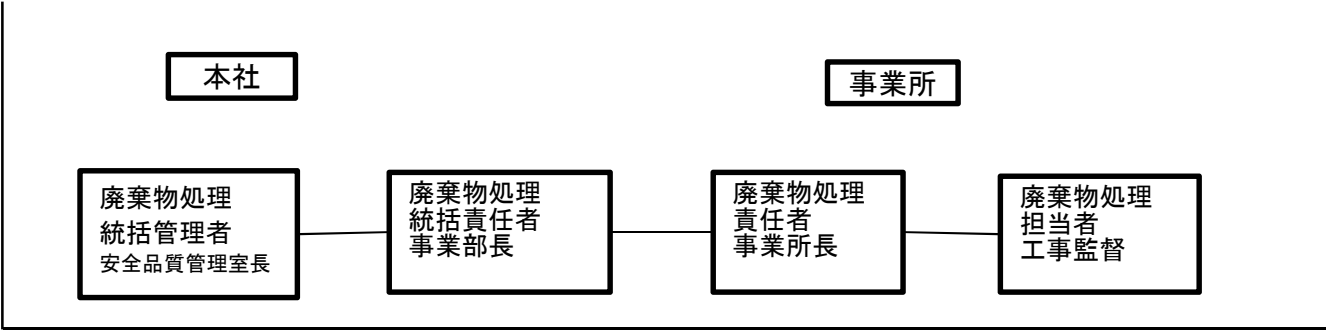 本社
事業所
廃棄物処理
統括管理者
安全品質管理室長
廃棄物処理
統括責任者
事業部長
廃棄物処理
責任者
事業所長
廃棄物処理
担当者
工事監督